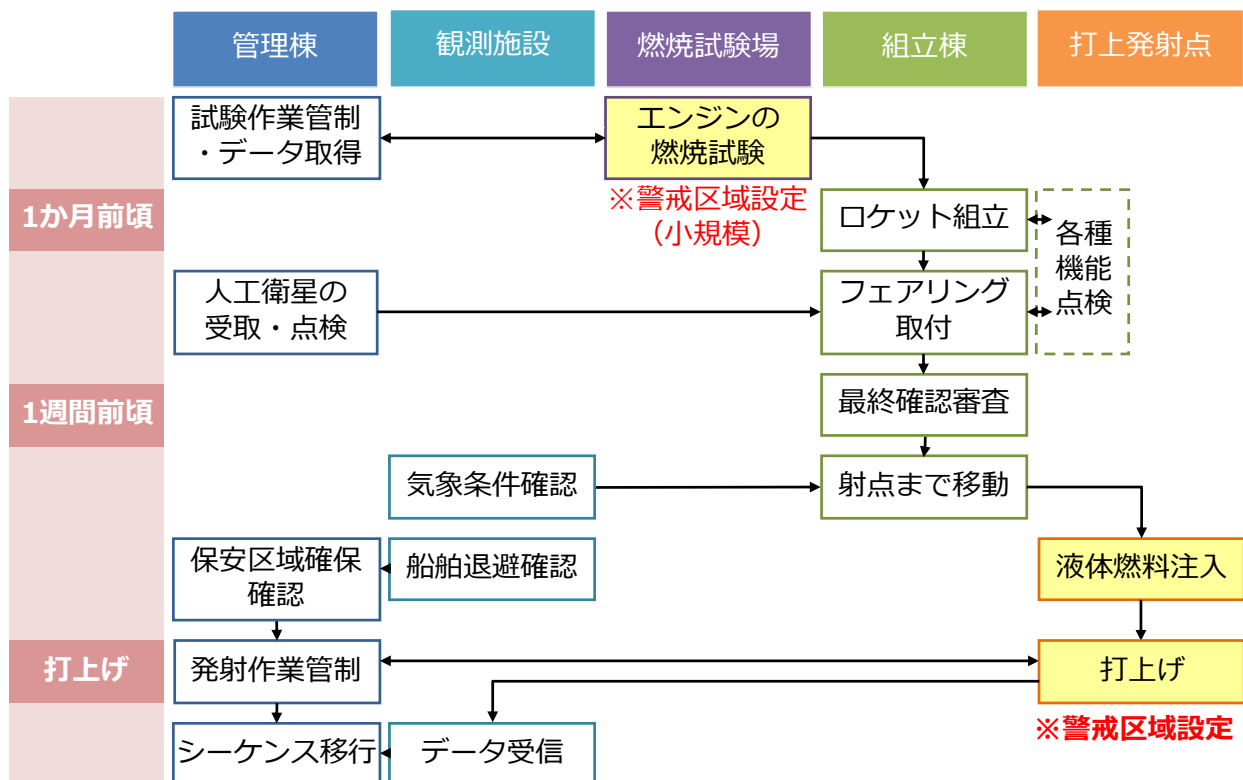 管理棟
観測施設
燃焼試験場
組立棟
打上発射点
試験作業管制
・データ取得
エンジンの
燃焼試験
※警戒区域設定
（小規模）
1か月前頃
ロケット組立
各種
機能
点検
人工衛星の
受取・点検
フェアリング
取付
1週間前頃
最終確認審査
気象条件確認
射点まで移動
保安区域確保
確認
船舶退避確認
液体燃料注入
打上げ
発射作業管制
打上げ
※警戒区域設定
シーケンス移行
データ受信